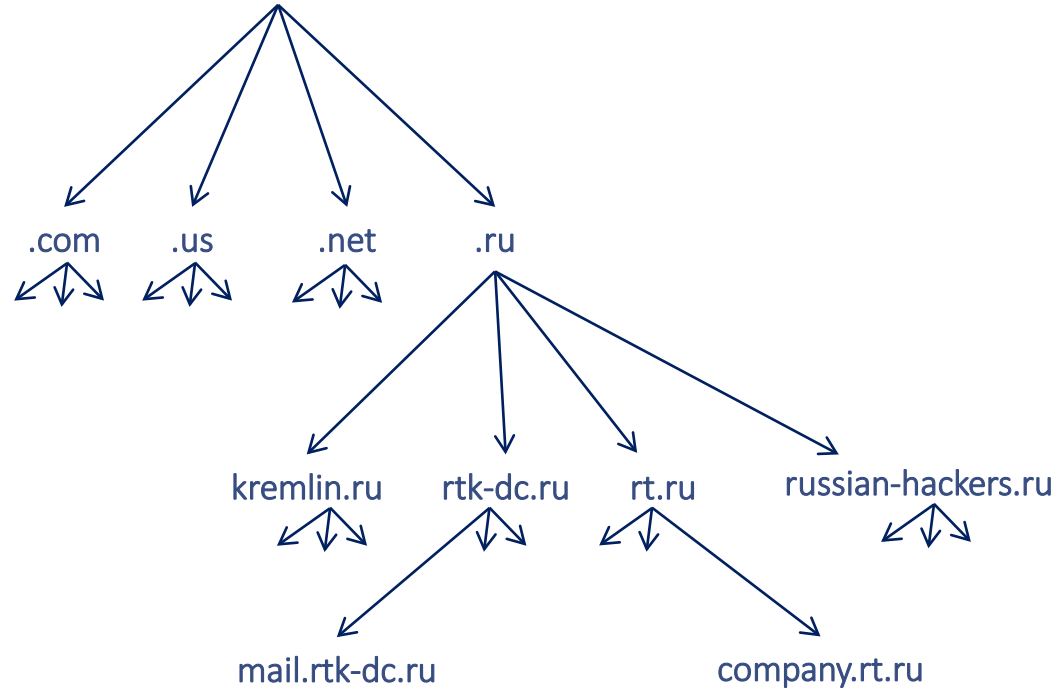 .com .us .net .ru
kremlin.ru rtk-dc.ru rt.ru russian-hackers.ru
mail.rtk-dc.ru company.rt.ru